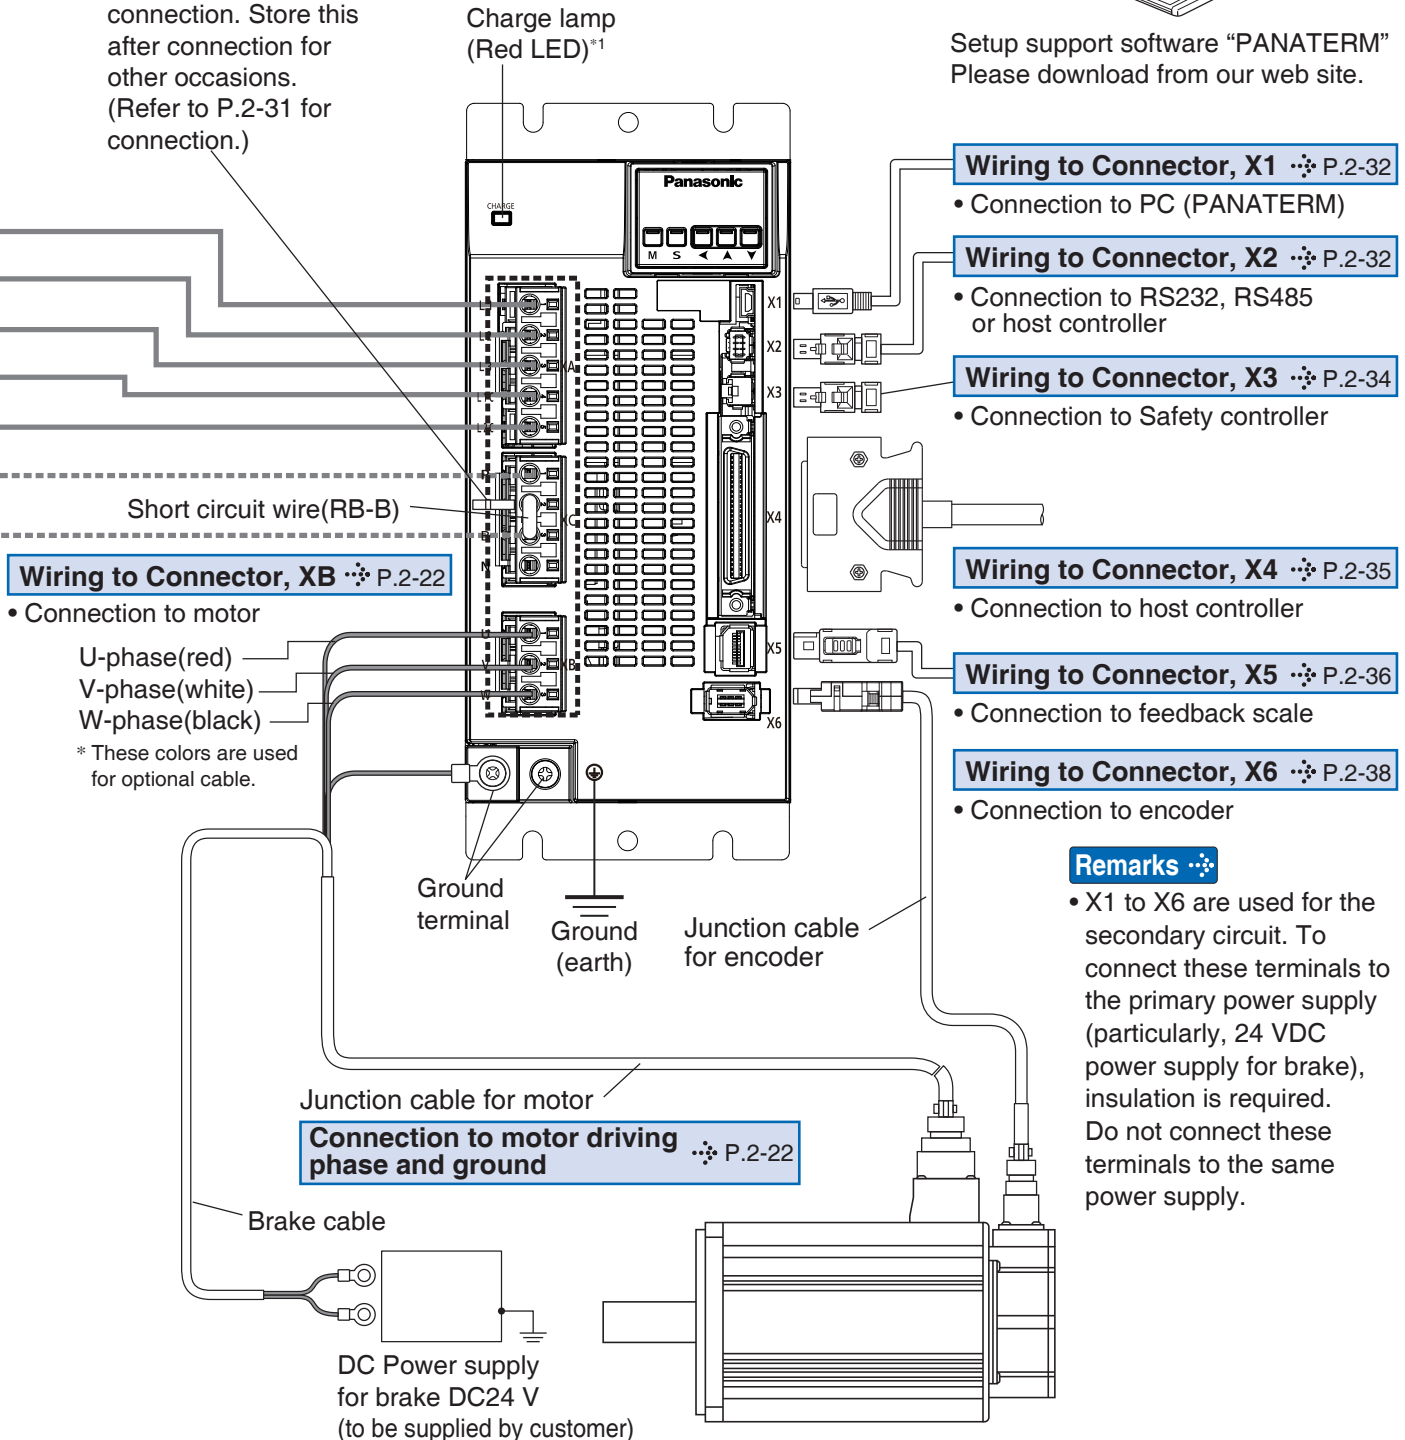 connection. Store this
after connection for
other occasions.
(Refer to P.2-31 for
connection.)
Charge lamp
(Red LED)*1
Setup support software “PANATERM”
Please download from our web site.
Panasonic
CHARGE
M S
Wiring to Connector, X1 P.2-32
• Connection to PC (PANATERM)
Wiring to Connector, X2 P.2-32
• Connection to RS232, RS485
or host controller
Wiring to Connector, X3 P.2-34
• Connection to Safety controller
X1
X2
X3
X4
X5
X6
XA
XC
XB
N
U
V
W
Short circuit wire(RB-B)
Wiring to Connector, XB P.2-22
• Connection to motor
U-phase(red)
V-phase(white)
W-phase(black)
* These colors are used
for optional cable.
Wiring to Connector, X4 P.2-35
• Connection to host controller
Wiring to Connector, X5 P.2-36
• Connection to feedback scale
Wiring to Connector, X6 P.2-38
• Connection to encoder
Remarks
• X1 to X6 are used for the
secondary circuit. To
connect these terminals to
the primary power supply
(particularly, 24 VDC
power supply for brake),
insulation is required.
Do not connect these
terminals to the same
power supply.
Ground
terminal
Ground
(earth)
Junction cable
for encoder
Junction cable for motor
Connection to motor driving
phase and ground P.2-22
Brake cable
DC Power supply
for brake DC24 V
(to be supplied by customer)